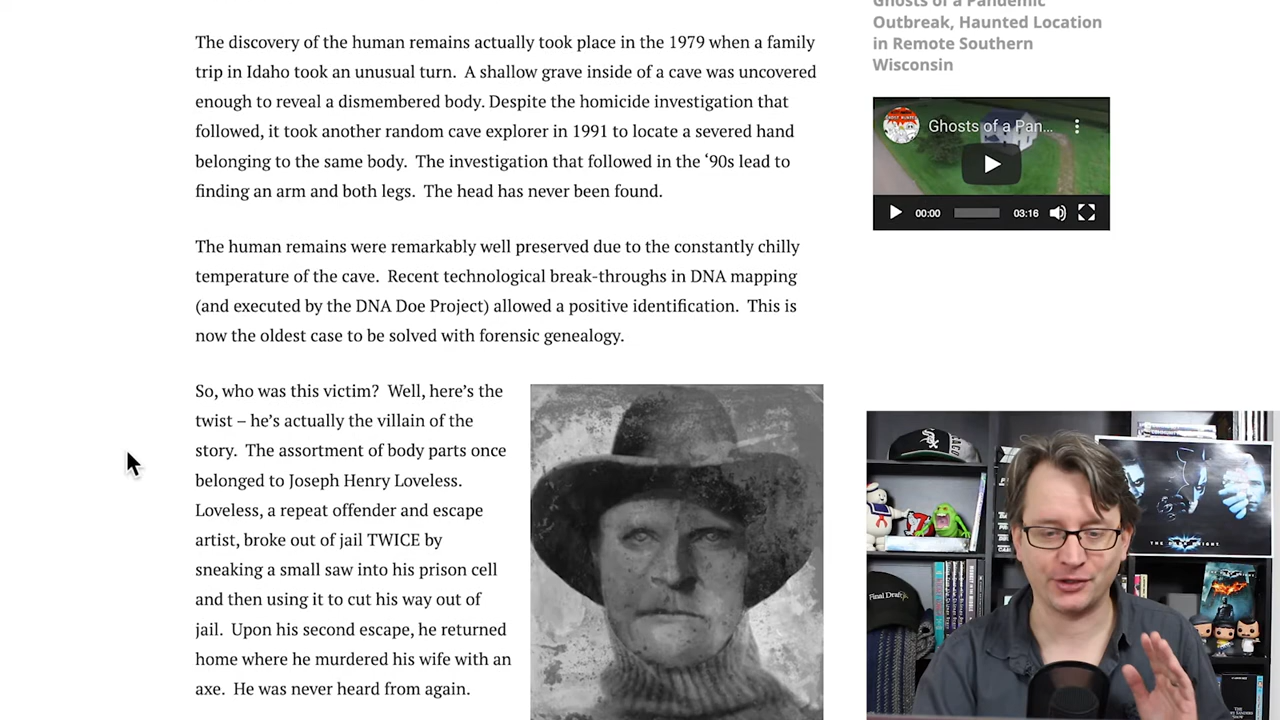 The discovery of the human remains actually took place in the 1979 when a family
trip in Idaho took an unusual turn.  A shallow grave inside of a cave was uncovered
enough to reveal a dismembered body. Despite the homicide investigation that
followed, it took another random cave explorer in 1991 to locate a severed hand
belonging to the same body.  The investigation that followed in the ‘90s lead to
finding an arm and both legs.  The head has never been found.
The human remains were remarkably well preserved due to the constantly chilly
temperature of the cave.  Recent technological break-throughs in DNA mapping
(and executed by the DNA Doe Project) allowed a positive identification.  This is
now the oldest case to be solved with forensic genealogy.
So, who was this victim?  Well, here’s the
twist – he’s actually the villain of the
story.  The assortment of body parts once
belonged to Joseph Henry Loveless.
Loveless, a repeat offender and escape
artist, broke out of jail TWICE by
sneaking a small saw into his prison cell
and then using it to cut his way out of
jail.  Upon his second escape, he returned
home where he murdered his wife with an
axe.  He was never heard from again.
Ghosts of a Pandemic
Outbreak, Haunted Location
in Remote Southern
Wisconsin
Ghosts of a Pan...
00:00
03:16
THE DARK KNIGHT
Final Draft